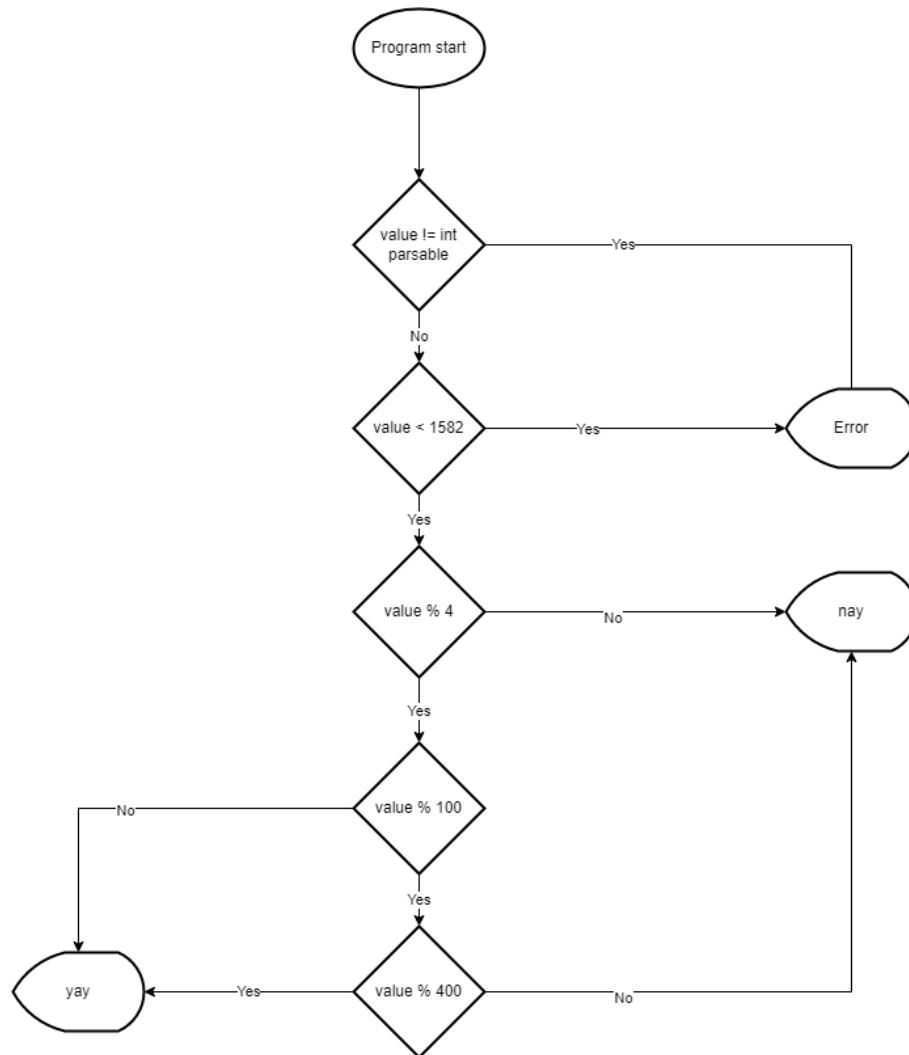 Program start
value != int
parsable
Yes
No
value < 1582
Yes
Error
Yes
value % 4
No
nay
Yes
value % 100
No
Yes
yay
Yes
value % 400
No